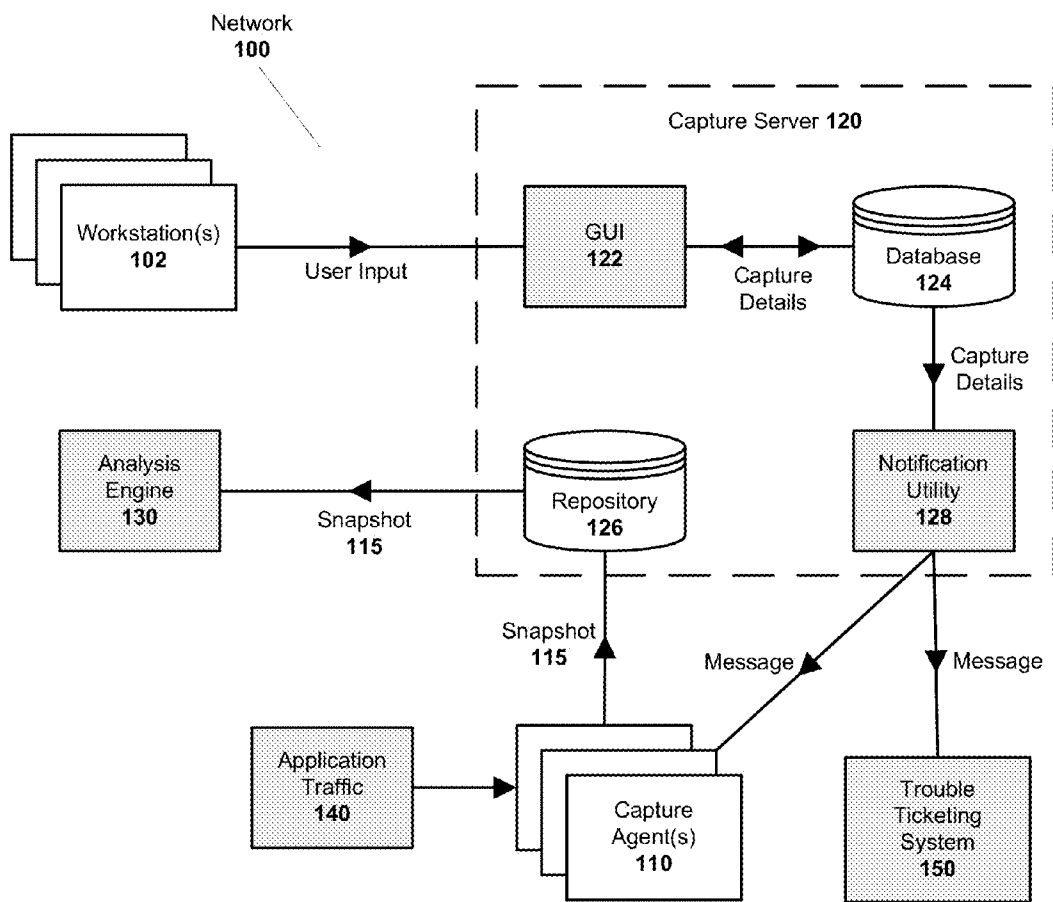 Network
100
Capture Server 120
Workstation(s)
102
User Input
GUI
122
Capture
Details
Database
124
Capture
Details
Analysis
Engine
130
Snapshot
115
Repository
126
Notification
Utility
128
Snapshot
115
Message
Message
Application
Traffic
140
Capture
Agent(s)
110
Trouble
Ticketing
System
150